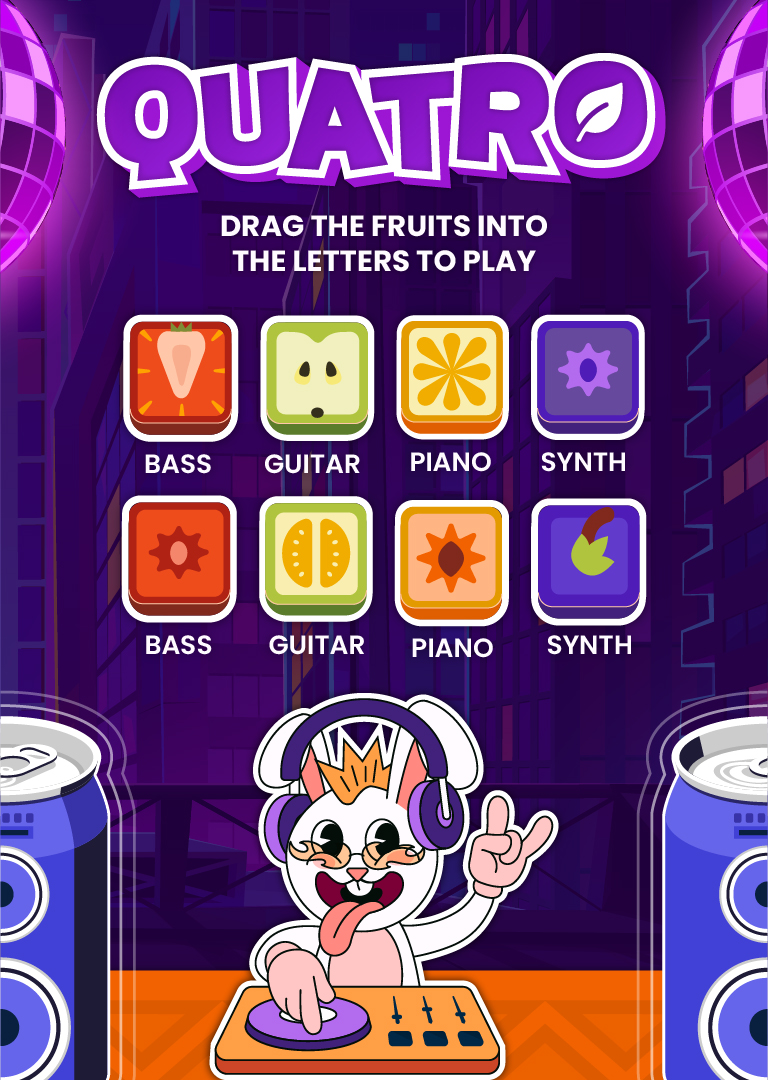 QUATRO
DRAG THE FRUITS INTO
THE LETTERS TO PLAY
BASS GUITAR PIANO SYNTH
BASS GUITAR PIANO SYNTH